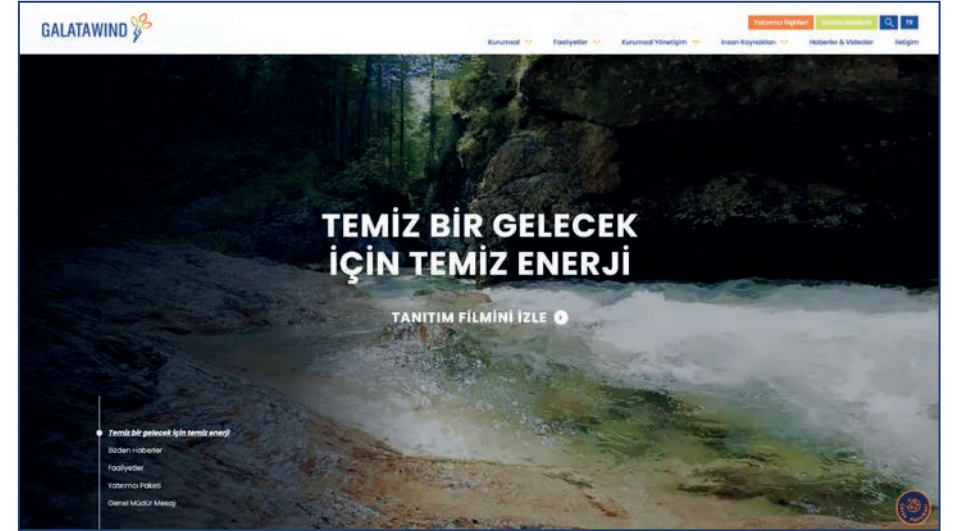 GALATAWIND
Yatırımcı İlişkileri
TR
Kurumsal Faaliyetler Kurumsal Yönetişim İnsan Kaynakları Haberler & Videolar İletişim
TEMİZ BİR GELECEK
İÇİN TEMİZ ENERJİ
TANITIM FİLMİNİ İZLE
Temiz bir gelecek için temiz enerji
Bizden Haberler
Faaliyetler
Yatırımcı Paketi
Genel Müdür Mesajı